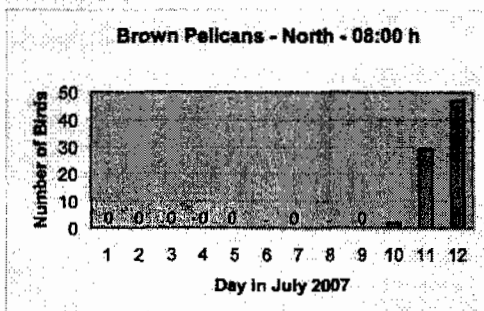 Brown Pelicans - North - 08:00 h
Number of Birds
50
40
30
20
10
0
0 0 0 0 0 0 0
1 2 3 4 5 6 7 8 9 10 11 12
Day in July 2007